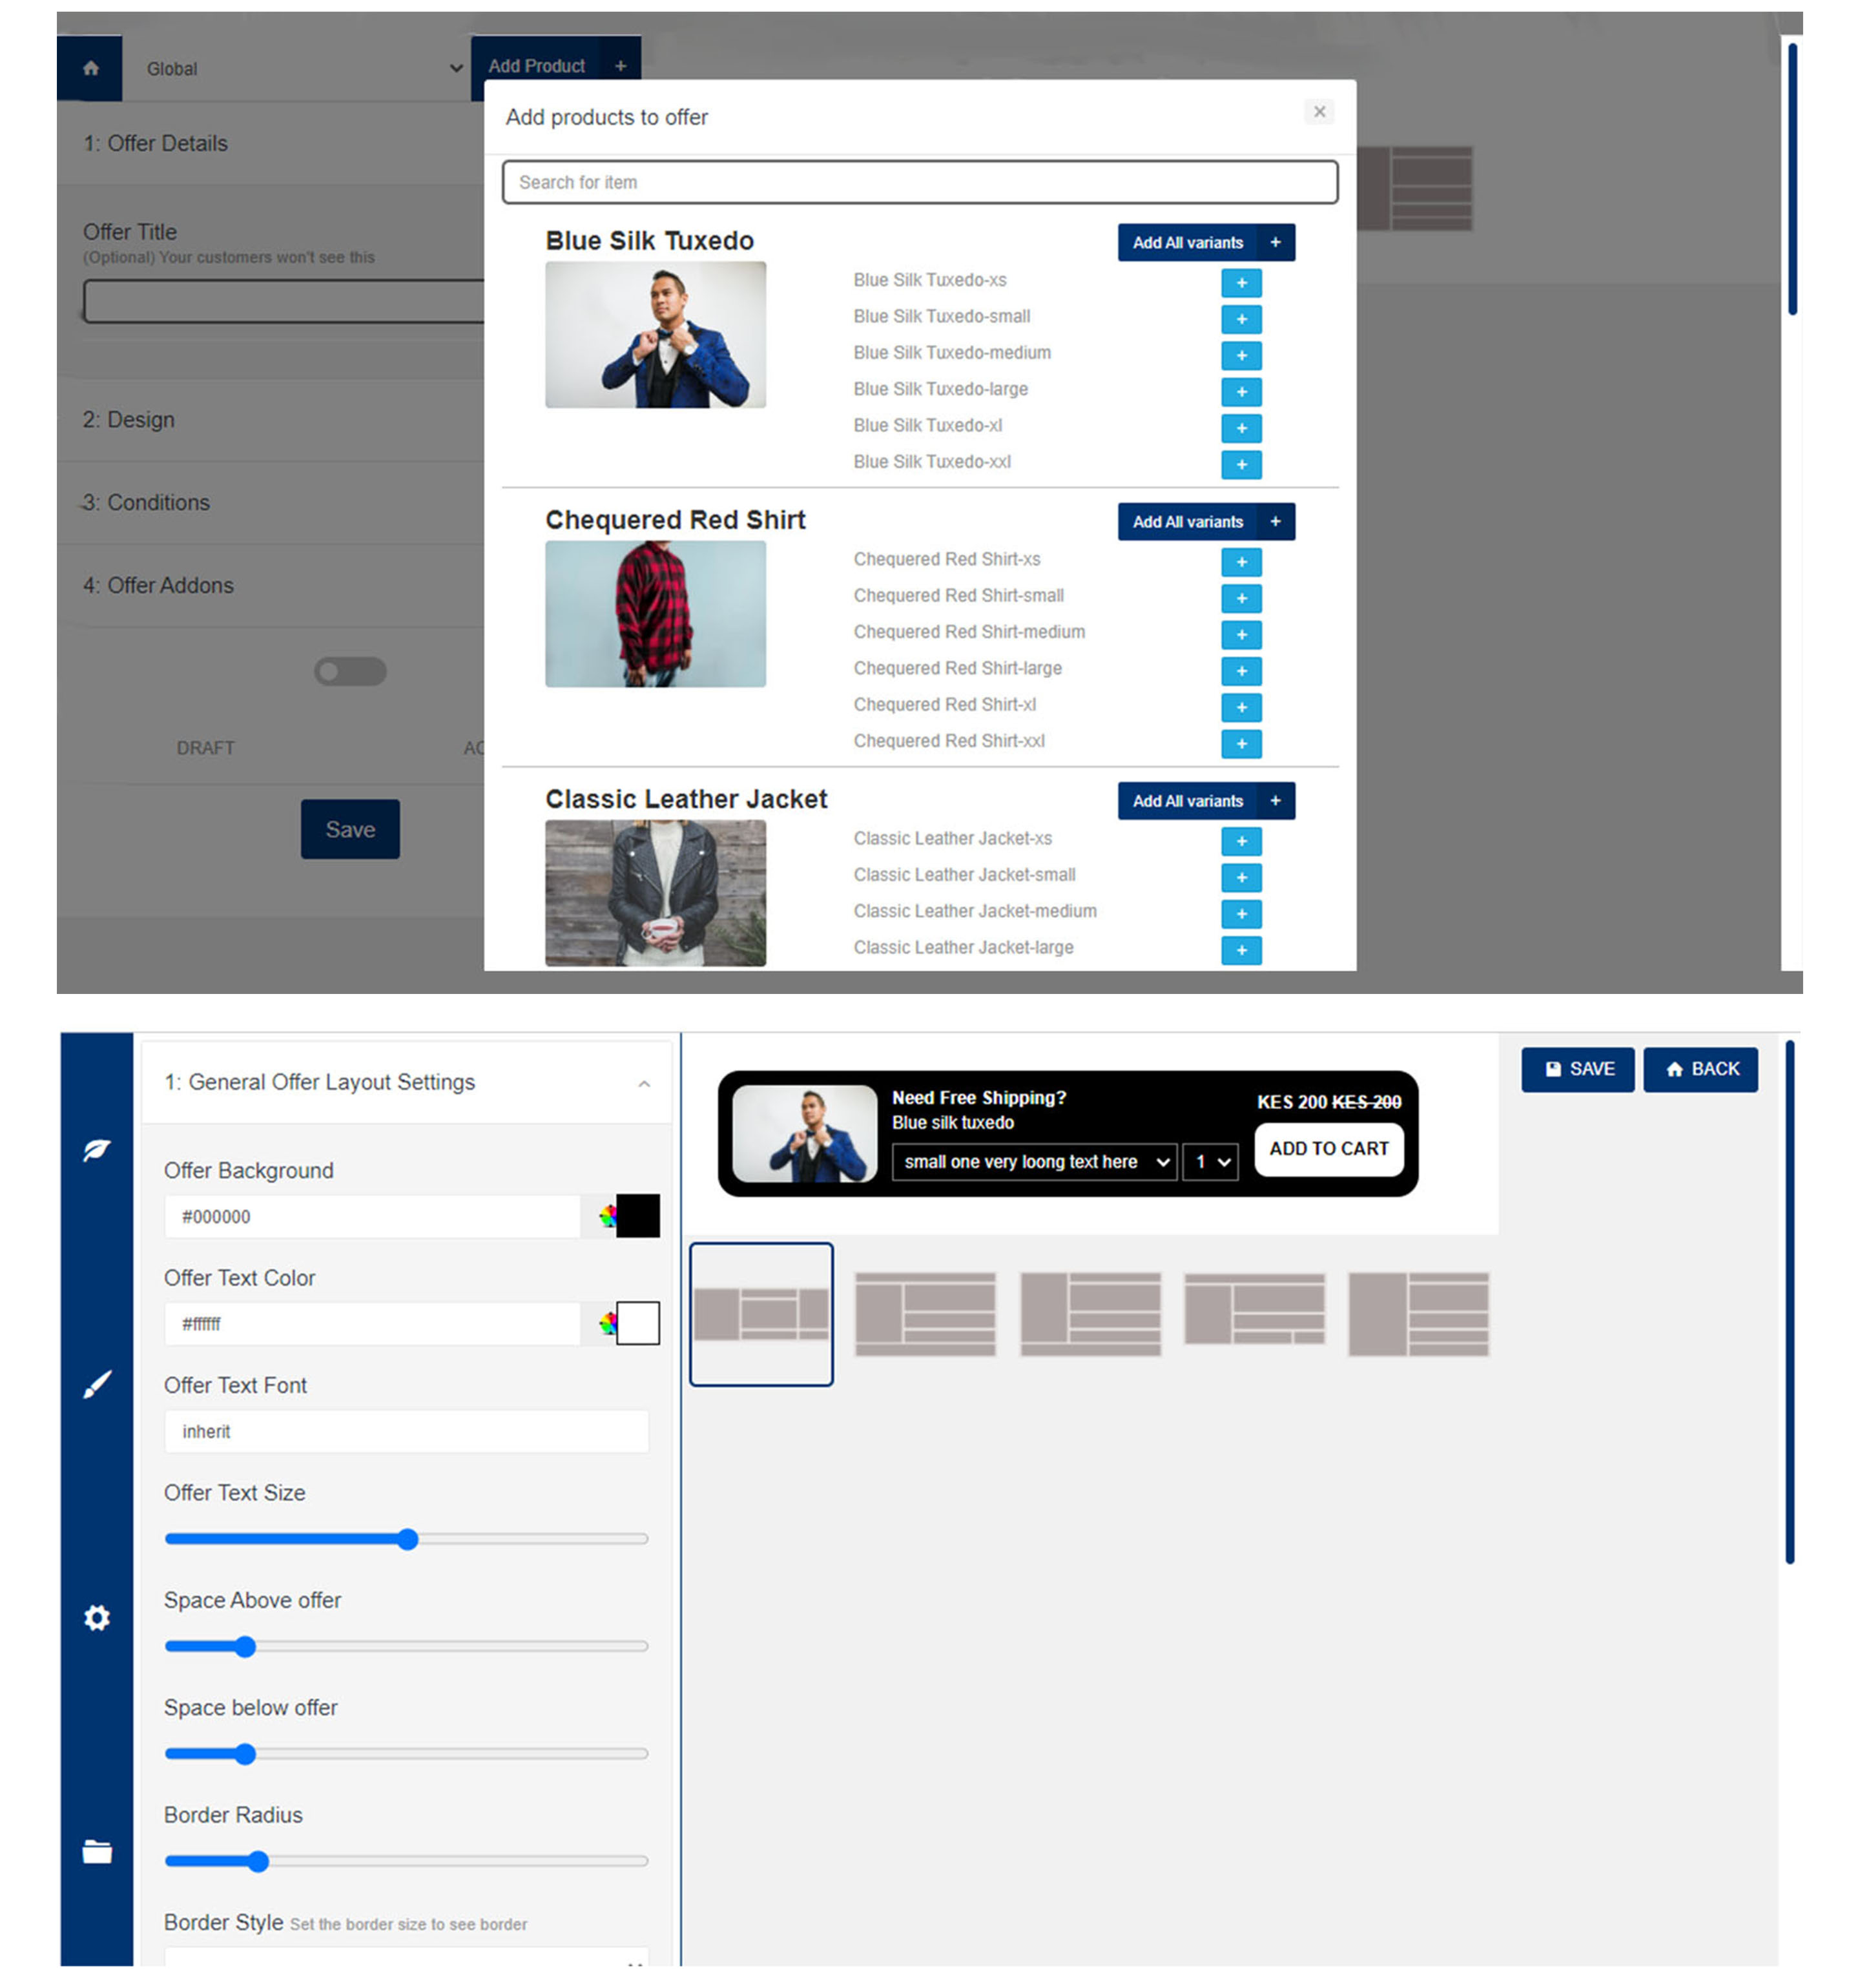 Global
Add Product +
Add products to offer
×
1: Offer Details
Search for item
Offer Title
(Optional) Your customers won't see this
Blue Silk Tuxedo
Add All variants +
Blue Silk Tuxedo-xs +
Blue Silk Tuxedo-small +
Blue Silk Tuxedo-medium +
Blue Silk Tuxedo-large +
Blue Silk Tuxedo-xl +
Blue Silk Tuxedo-xxl +
2: Design
3: Conditions
4: Offer Addons
Chequered Red Shirt
Add All variants +
Chequered Red Shirt-xs +
Chequered Red Shirt-small +
Chequered Red Shirt-medium +
Chequered Red Shirt-large +
Chequered Red Shirt-xl +
Chequered Red Shirt-xxl +
DRAFT
AC
Save
Classic Leather Jacket
Add All variants +
Classic Leather Jacket-xs +
Classic Leather Jacket-small +
Classic Leather Jacket-medium +
Classic Leather Jacket-large +
1: General Offer Layout Settings
Offer Background
#000000
Offer Text Color
#ffffff
Offer Text Font
inherit
Offer Text Size
Space Above offer
Space below offer
Border Radius
Border Style Set the border size to see border
Need Free Shipping?
Blue silk tuxedo
small one very loong text here
1
KES 200 KES 200
ADD TO CART
SAVE
BACK